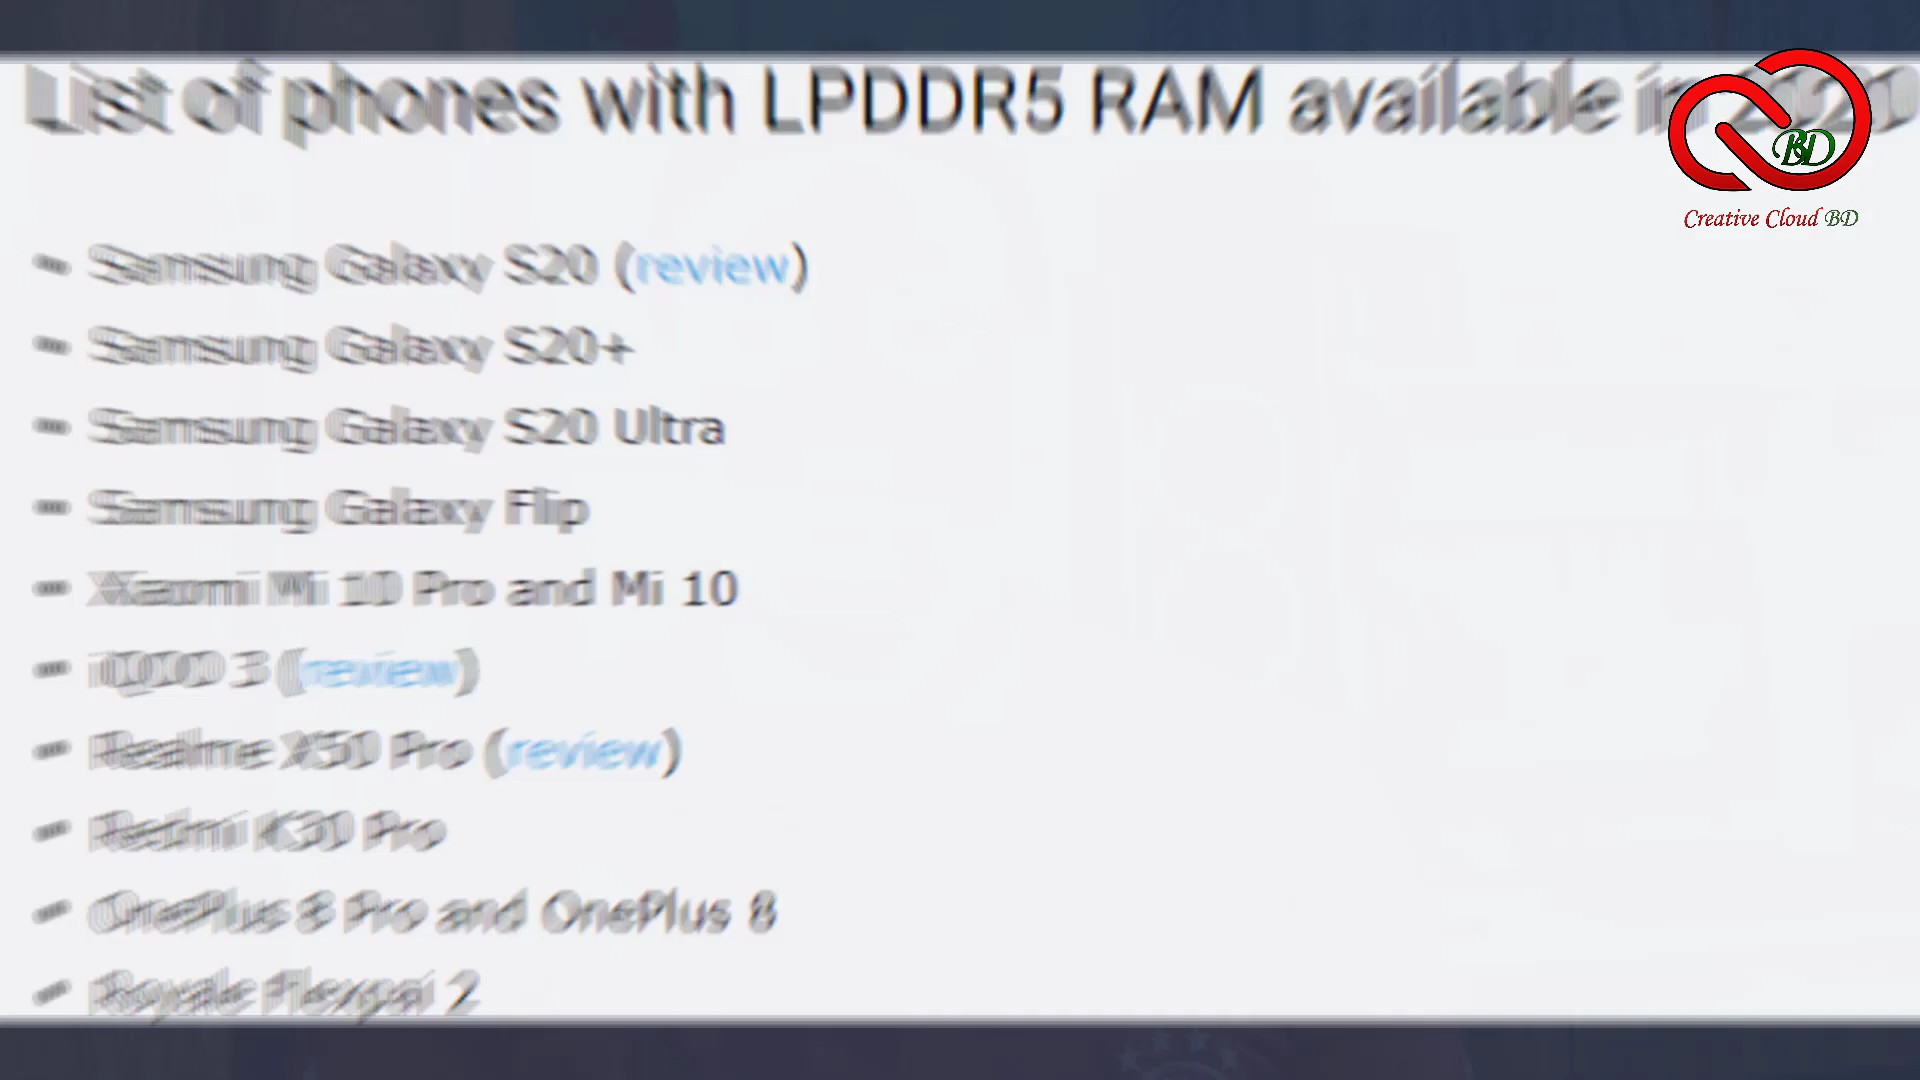 List of phones with LPDDR5 RAM available in 2020
BD
Creative Cloud BD
- Samsung Galaxy S20 (review)
- Samsung Galaxy S20+
- Samsung Galaxy S20 Ultra
- Samsung Galaxy Flip
- Xiaomi Mi 10 Pro and Mi 10
- iQOO 3 (review)
- Realme X50 Pro (review)
- Redmi K30 Pro
- OnePlus 8 Pro and OnePlus 8
- Royale Flexpai 2